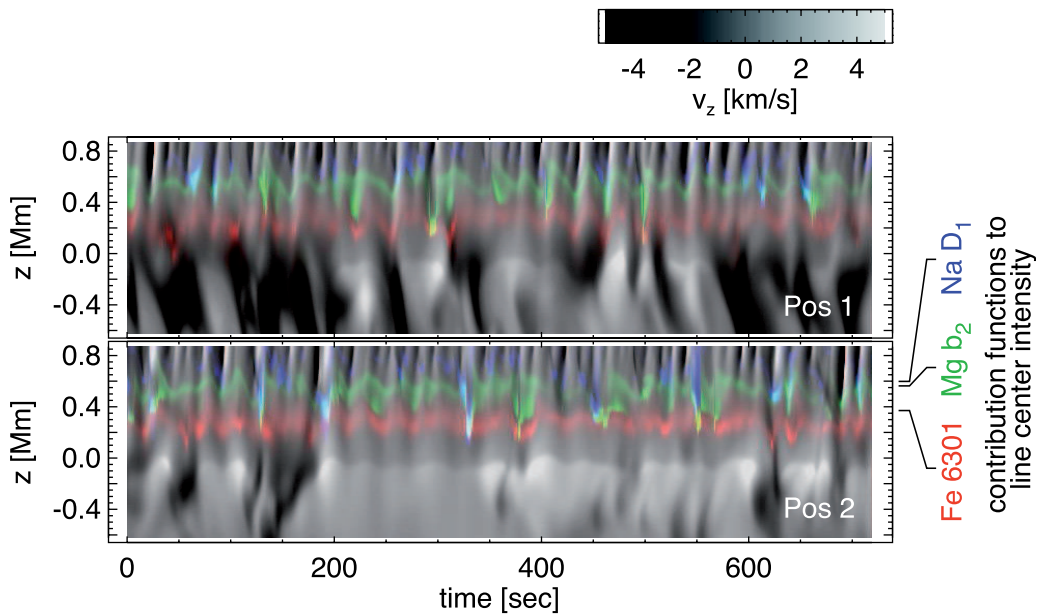 -4 -2 0 2 4
v_z [km/s]
0.8
0.4
0.0
-0.4
z [Mm]
Pos 1
0.8
0.4
0.0
-0.4
z [Mm]
Pos 2
0 200 400 600
time [sec]
Fe 6301 Mg b_2 Na D_1
contribution functions to
line center intensity